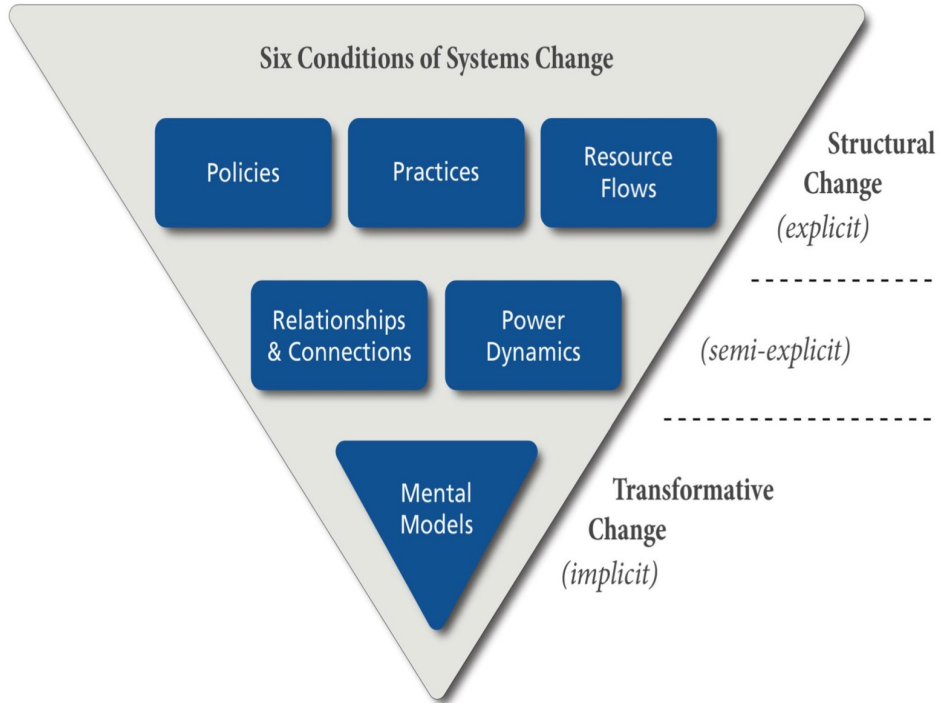 Six Conditions of Systems Change
Policies
Practices
Resource
Flows
Structural
Change
(explicit)
Relationships
& Connections
Power
Dynamics
(semi-explicit)
Mental
Models
Transformative
Change
(implicit)